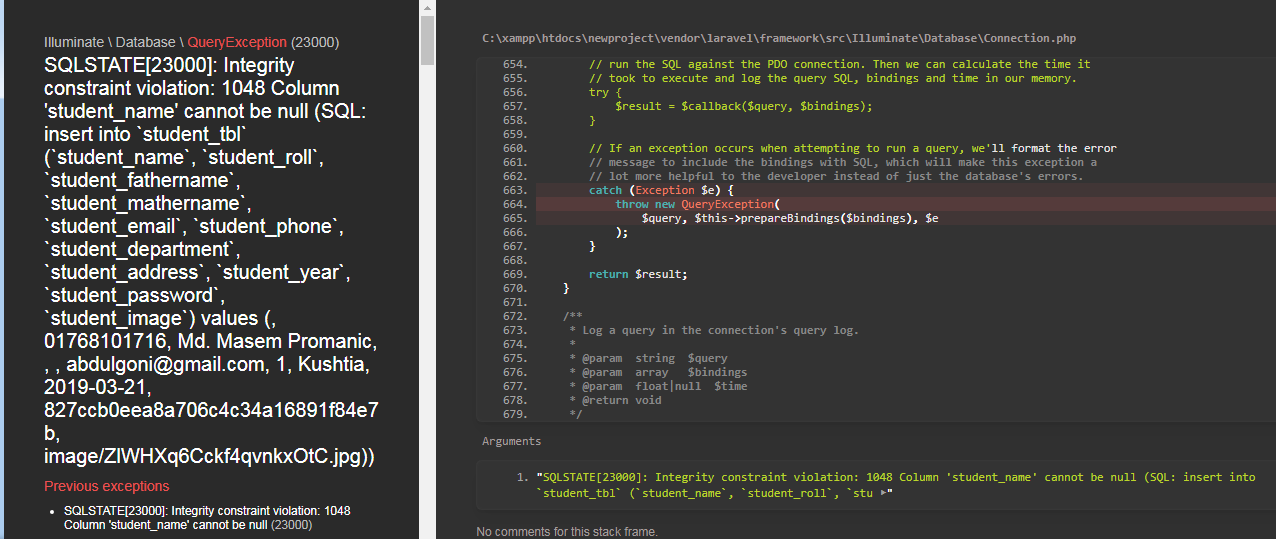 Illuminate \ Database \ QueryException (23000)
SQLSTATE[23000]: Integrity
constraint violation: 1048 Column
'student_name' cannot be null (SQL:
insert into `student_tbl`
(`student_name`, `student_roll`,
`student_fathername`,
`student_mathername`,
`student_email`, `student_phone`,
`student_department`,
`student_address`, `student_year`,
`student_password`,
`student_image`) values (,
01768101716, Md. Masem Promanic,
, , abdulgoni@gmail.com, 1, Kushtia,
2019-03-21,
827ccb0eea8a706c4c34a16891f84e7
b,
image/ZIWHXq6Cckf4qvnkxOtC.jpg))
Previous exceptions
• SQLSTATE[23000]: Integrity constraint violation: 1048
Column 'student_name' cannot be null (23000)
C:\xampp\htdocs\newproject\vendor\laravel\framework\src\Illuminate\Database\Connection.php
654. // run the SQL against the PDO connection. Then we can calculate the time it
655. // took to execute and log the query SQL, bindings and time in our memory.
656. try {
657. $result = $callback($query, $bindings);
658. }
659.
660. // If an exception occurs when attempting to run a query, we'll format the error
661. // message to include the bindings with SQL, which will make this exception a
662. // lot more helpful to the developer instead of just the database's errors.
663. catch (Exception $e) {
664. throw new QueryException(
665. $query, $this->prepareBindings($bindings), $e
666. );
667. }
668.
669. return $result;
670. }
671.
672. /**
673. * Log a query in the connection's query log.
674. *
675. * @param  string  $query
676. * @param  array   $bindings
677. * @param  float|null  $time
678. * @return void
679. */
Arguments
1. "SQLSTATE[23000]: Integrity constraint violation: 1048 Column 'student_name' cannot be null (SQL: insert into
`student_tbl` (`student_name`, `student_roll`, `stu ▶"
No comments for this stack frame.